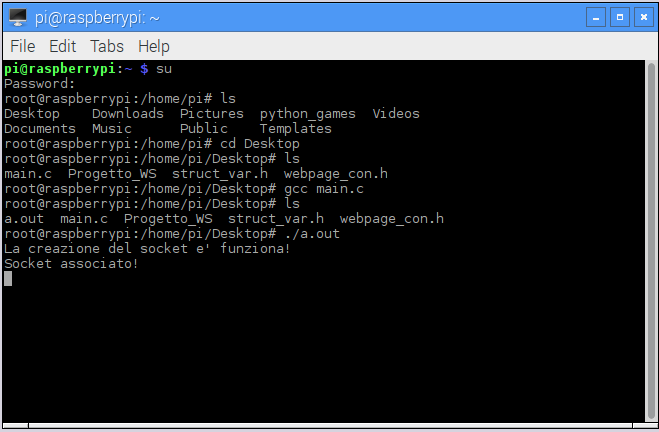 pi@raspberrypi: ~
File Edit Tabs Help
pi@raspberrypi:~ $ su
Password:
root@raspberrypi:/home/pi# ls
Desktop    Downloads  Pictures  python_games  Videos
Documents  Music      Public    Templates
root@raspberrypi:/home/pi# cd Desktop
root@raspberrypi:/home/pi/Desktop# ls
main.c  Progetto_WS  struct_var.h  webpage_con.h
root@raspberrypi:/home/pi/Desktop# gcc main.c
root@raspberrypi:/home/pi/Desktop# ls
a.out  main.c  Progetto_WS  struct_var.h  webpage_con.h
root@raspberrypi:/home/pi/Desktop# ./a.out
La creazione del socket e' funziona!
Socket associato!